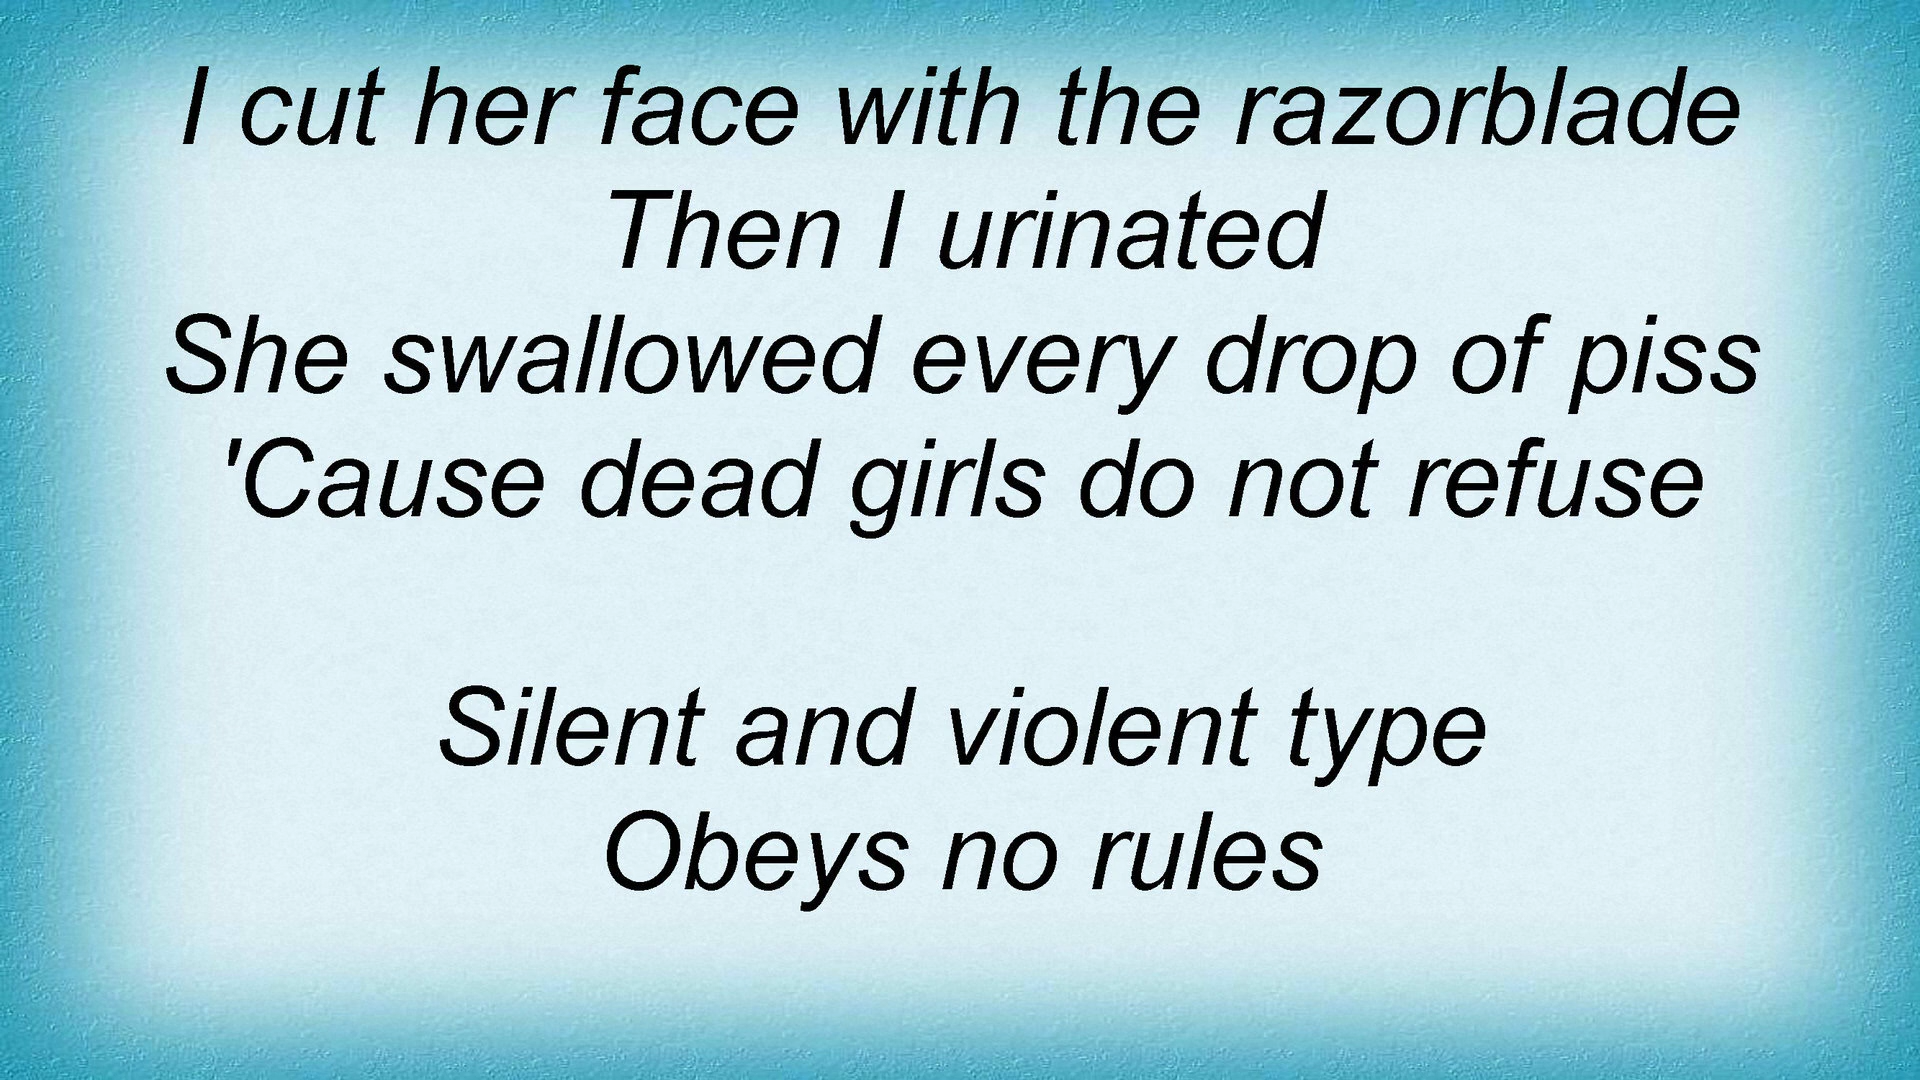 I cut her face with the razorblade
Then I urinated
She swallowed every drop of piss
'Cause dead girls do not refuse
Silent and violent type
Obeys no rules